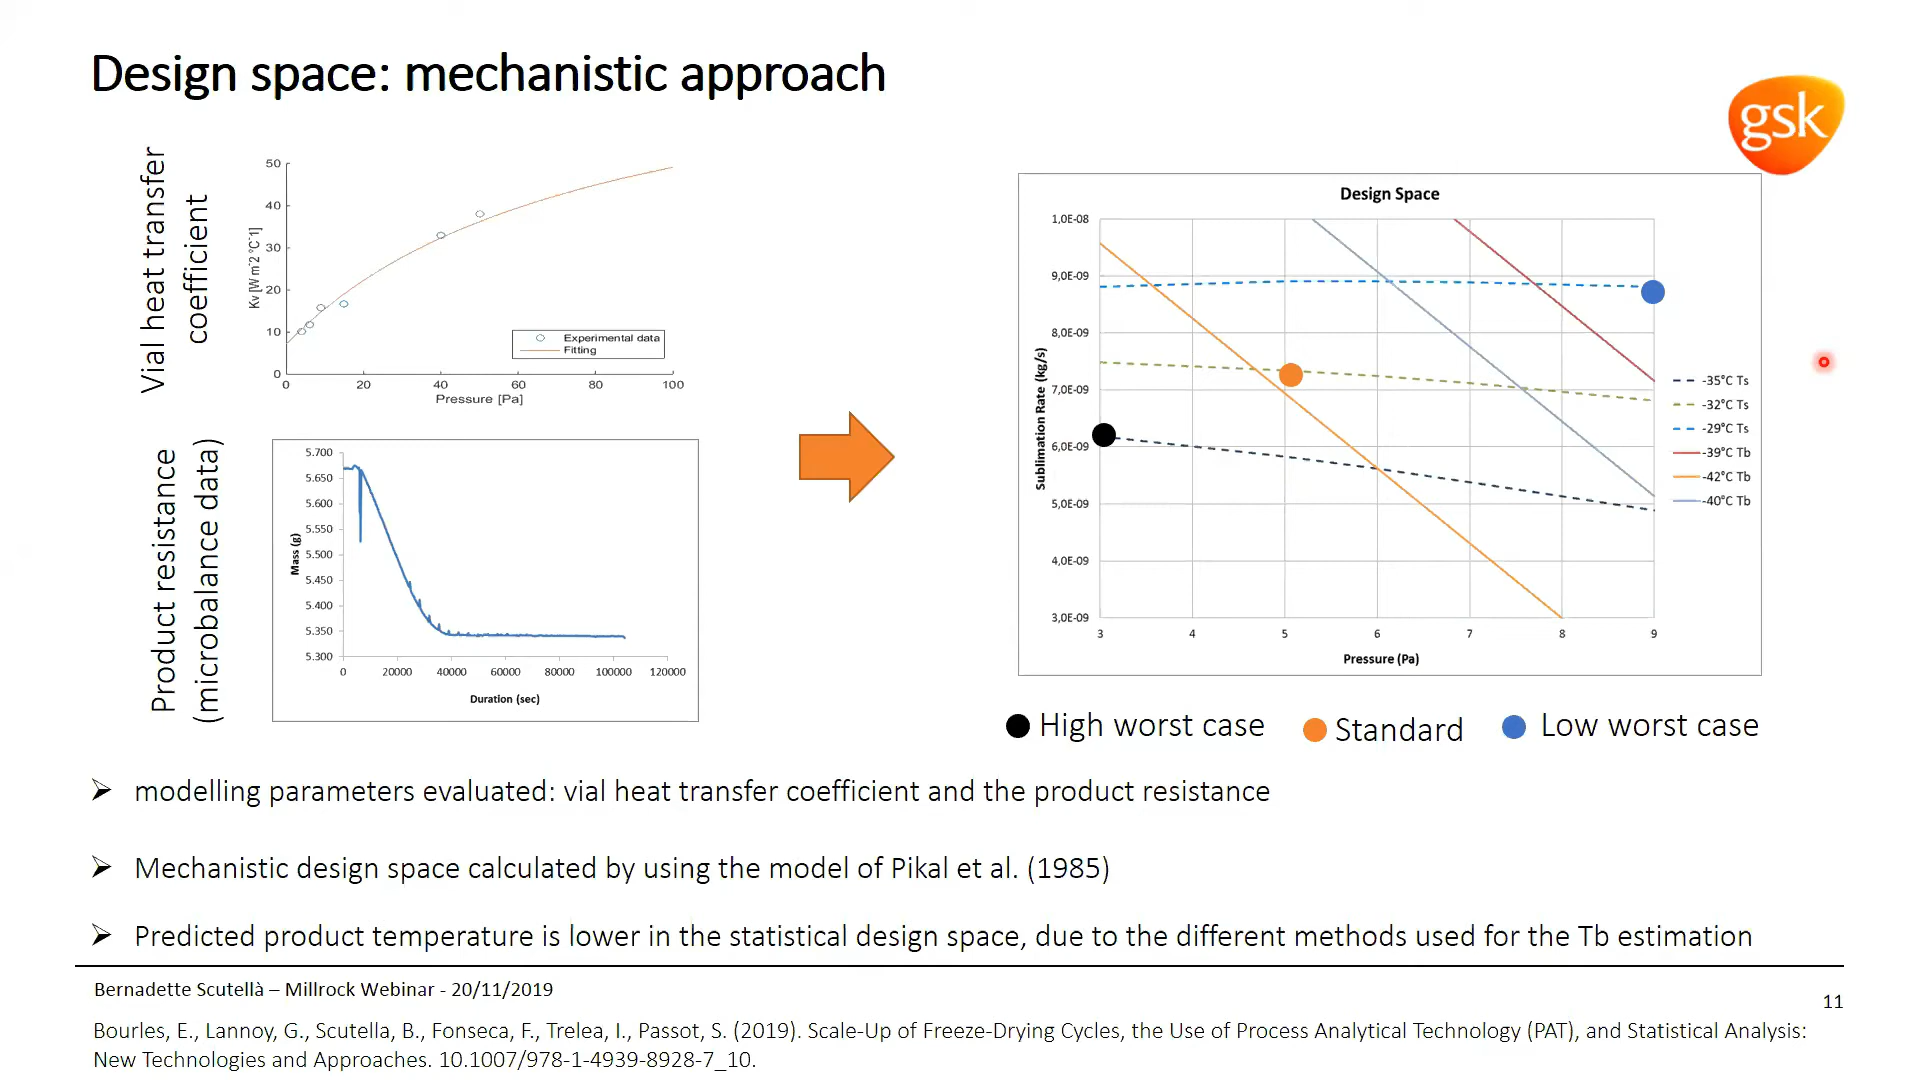 Design space: mechanistic approach
gsk
Vial heat transfer
coefficient
50
40
30
20
10
0
Kv [W m^-2 °C^-1]
0 20 40 60 80 100
Pressure [Pa]
Experimental data
Fitting
Product resistance
(microbalance data)
5.700
5.650
5.600
5.550
5.500
5.450
5.400
5.350
5.300
Mass (g)
0 20000 40000 60000 80000 100000 120000
Duration (sec)
Design Space
1,0E-08
9,0E-09
8,0E-09
7,0E-09
6,0E-09
5,0E-09
4,0E-09
3,0E-09
Sublimation Rate (kg/s)
3 4 5 6 7 8 9
Pressure (Pa)
-35°C Ts
-32°C Ts
-29°C Ts
-39°C Tb
-42°C Tb
-40°C Tb
High worst case
Standard
Low worst case
➢ modelling parameters evaluated: vial heat transfer coefficient and the product resistance
➢ Mechanistic design space calculated by using the model of Pikal et al. (1985)
➢ Predicted product temperature is lower in the statistical design space, due to the different methods used for the Tb estimation
Bernadette Scutellà – Millrock Webinar - 20/11/2019
11
Bourles, E., Lannoy, G., Scutella, B., Fonseca, F., Trelea, I., Passot, S. (2019). Scale-Up of Freeze-Drying Cycles, the Use of Process Analytical Technology (PAT), and Statistical Analysis:
New Technologies and Approaches. 10.1007/978-1-4939-8928-7_10.